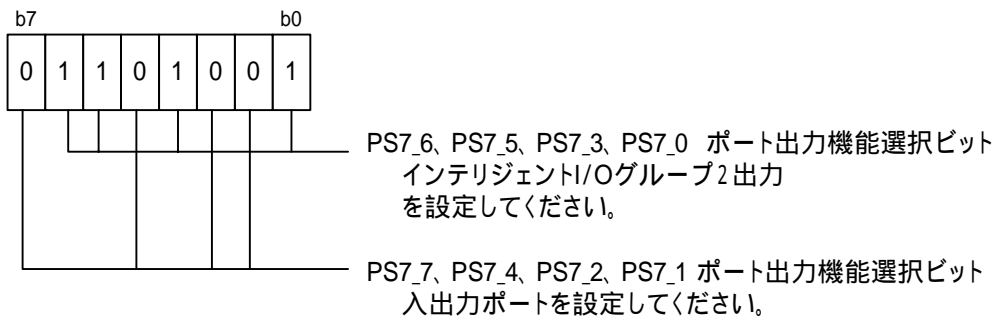 b7 b0
0 1 1 0 1 0 0 1
PS7_6、PS7_5、PS7_3、PS7_0 ポート出力機能選択ビット
インテリジェントI/Oグループ2出力
を設定してください。
PS7_7、PS7_4、PS7_2、PS7_1 ポート出力機能選択ビット
入出力ポートを設定してください。